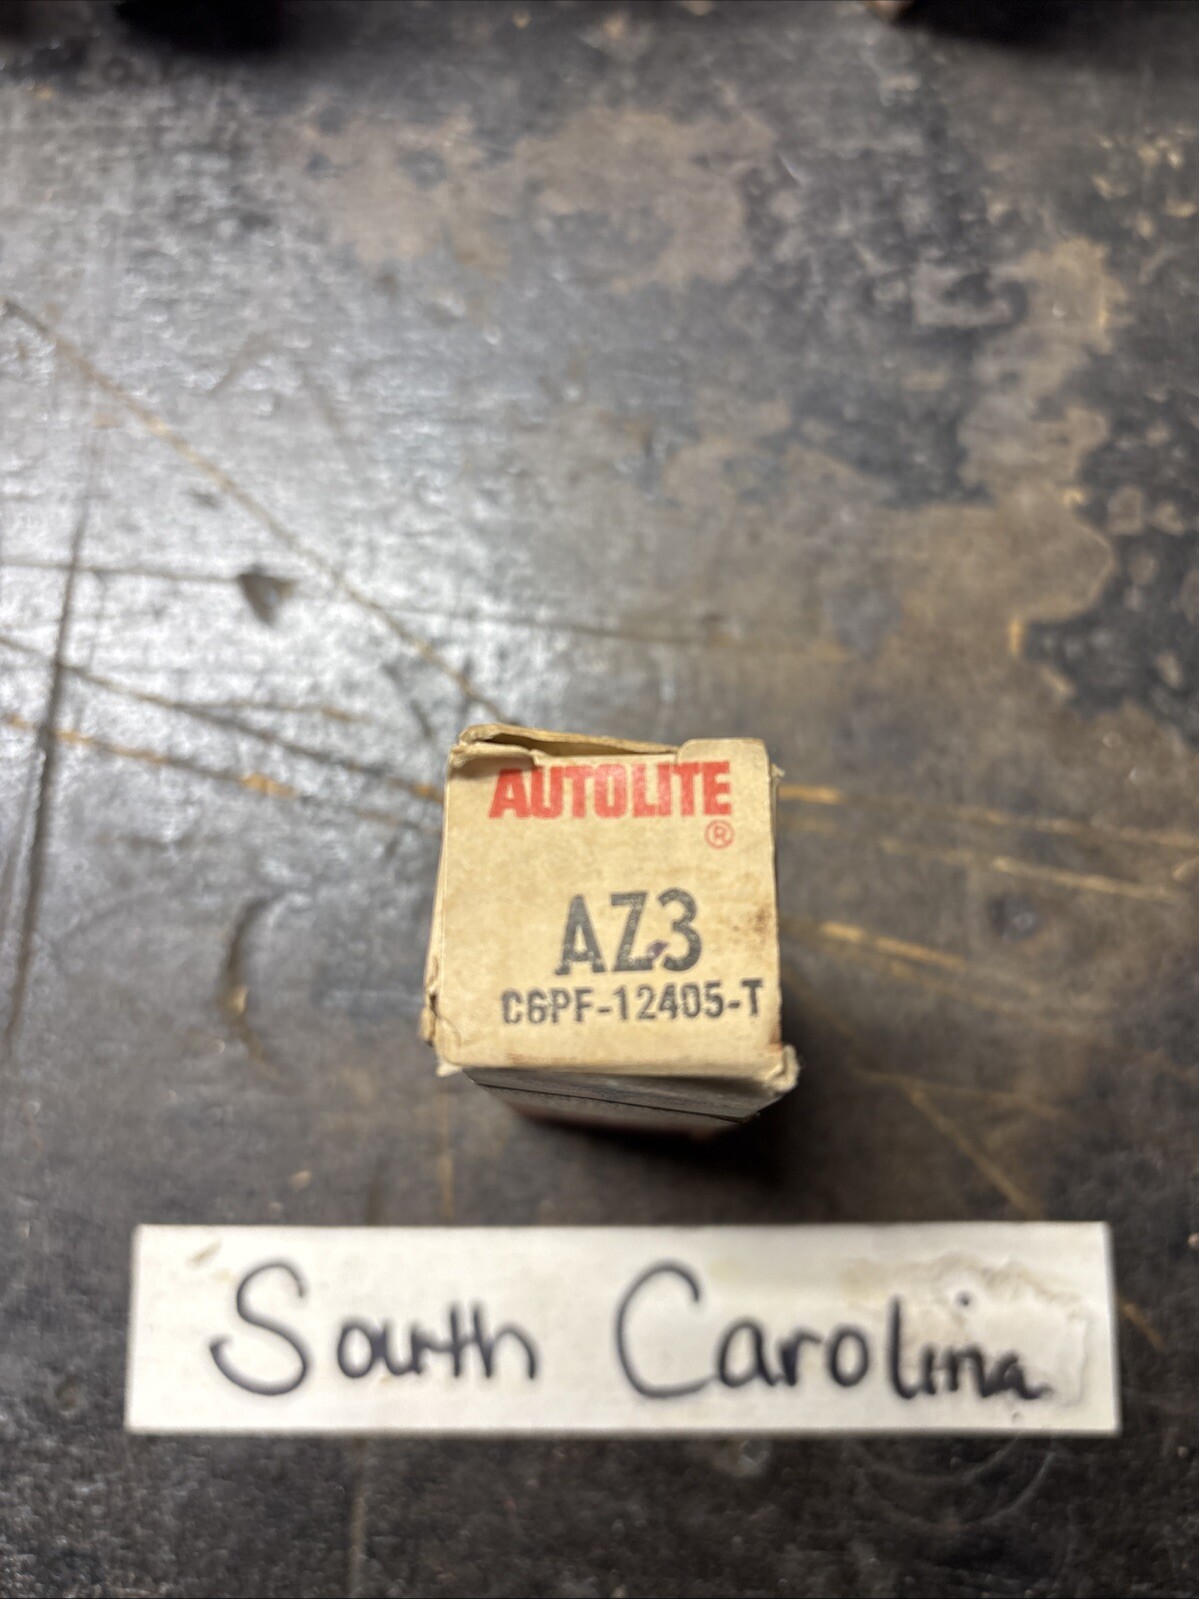 AUTOLITE
®
AZ3
C6PF-12405-T
South Carolina